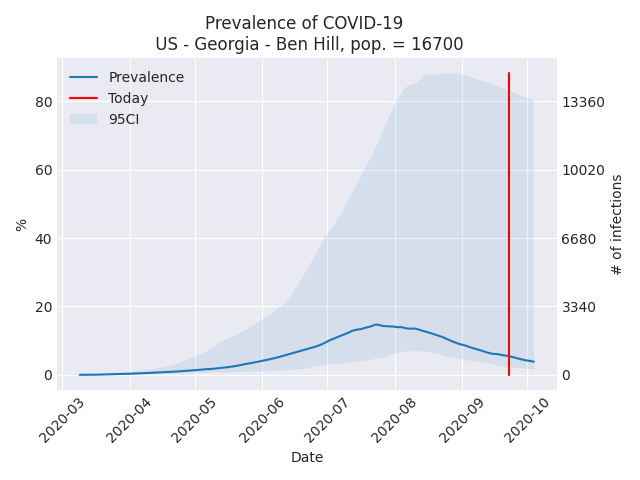 Prevalence of COVID-19
US - Georgia - Ben Hill, pop. = 16700
Prevalence
Today
95CI
80
60
40
20
0
%
13360
10020
6680
3340
0
# of infections
2020-03
2020-04
2020-05
2020-06
2020-07
2020-08
2020-09
2020-10
Date